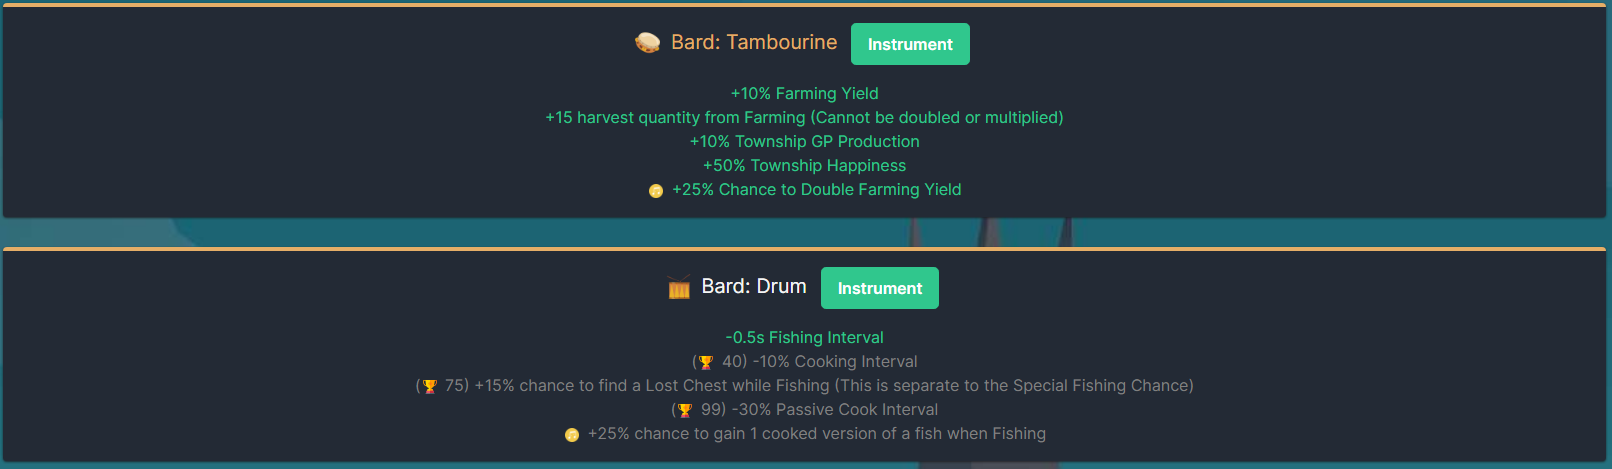 Bard: Tambourine Instrument
+10% Farming Yield
+15 harvest quantity from Farming (Cannot be doubled or multiplied)
+10% Township GP Production
+50% Township Happiness
+25% Chance to Double Farming Yield
Bard: Drum Instrument
-0.5s Fishing Interval
(🏆 40) -10% Cooking Interval
(🏆 75) +15% chance to find a Lost Chest while Fishing (This is separate to the Special Fishing Chance)
(🏆 99) -30% Passive Cook Interval
+25% chance to gain 1 cooked version of a fish when Fishing